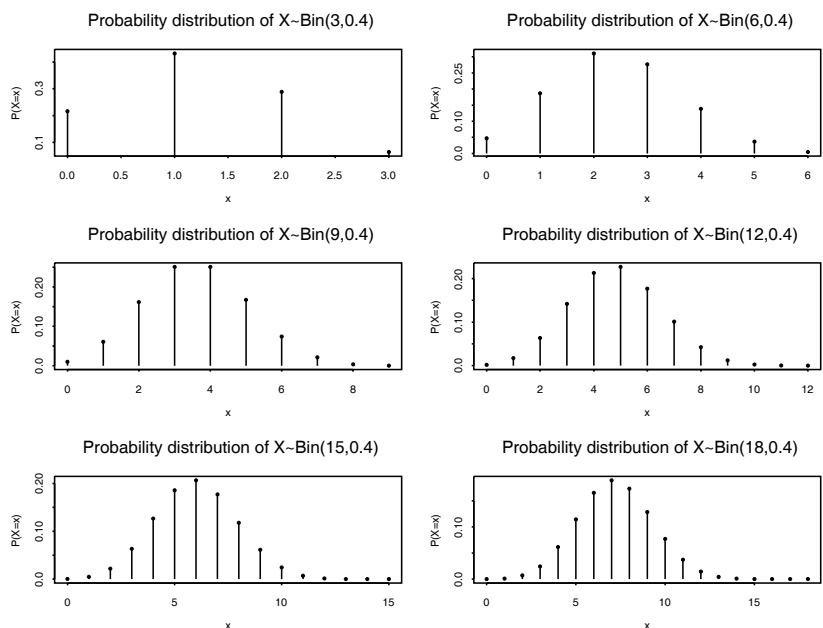 Probability distribution of X~Bin(3,0.4)
P(X=x)
0.1 0.3
0.0 0.5 1.0 1.5 2.0 2.5 3.0
x
Probability distribution of X~Bin(6,0.4)
P(X=x)
0.0 0.10 0.25
0 1 2 3 4 5 6
x
Probability distribution of X~Bin(9,0.4)
P(X=x)
0.0 0.10 0.20
0 2 4 6 8
x
Probability distribution of X~Bin(12,0.4)
P(X=x)
0.0 0.10 0.20
0 2 4 6 8 10 12
x
Probability distribution of X~Bin(15,0.4)
P(X=x)
0.0 0.10 0.20
0 5 10 15
x
Probability distribution of X~Bin(18,0.4)
P(X=x)
0.0 0.10
0 5 10 15
x